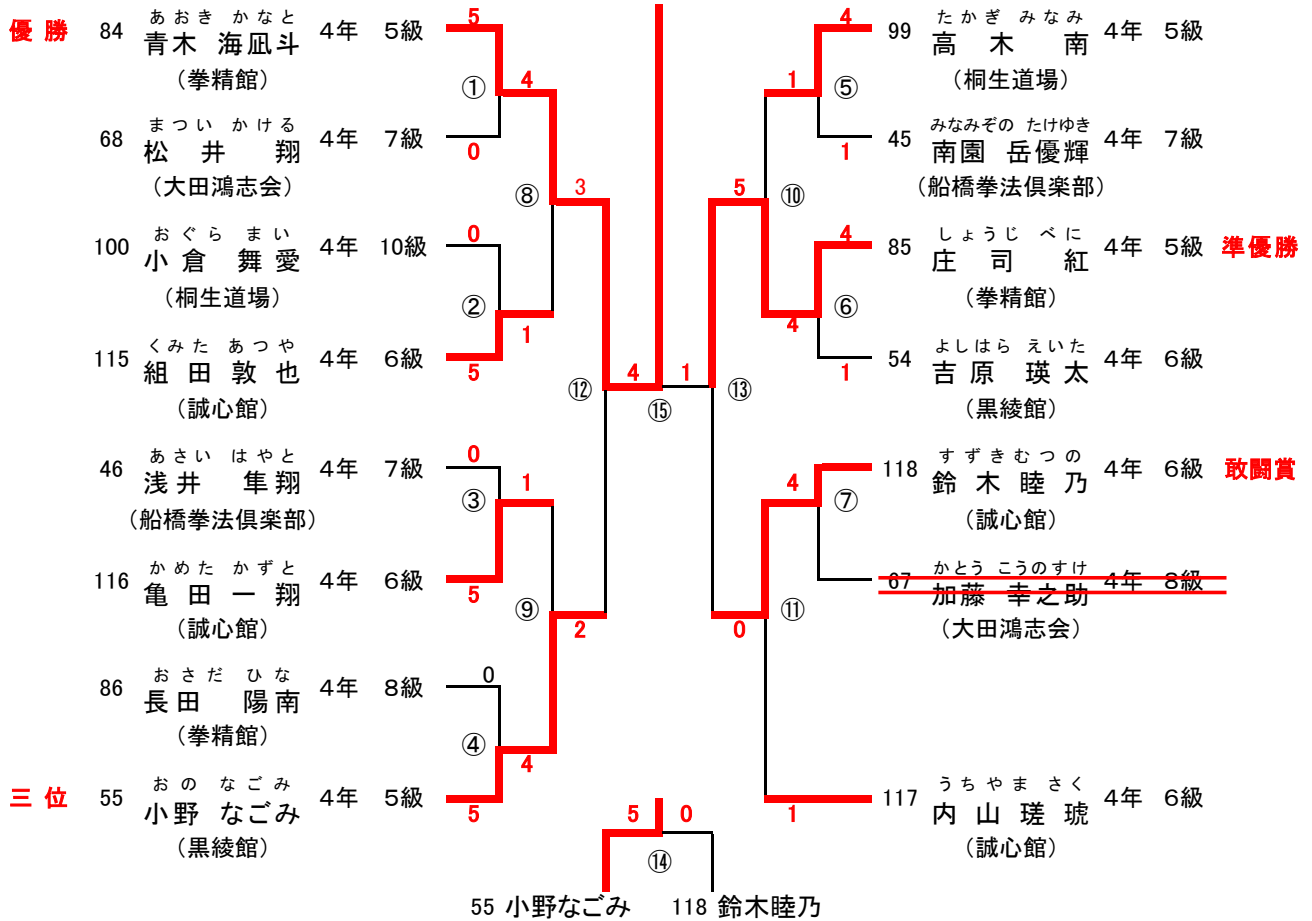 あおき かなと
優 勝 84 青木 海凪斗 4年 5級 5
(拳精館)
① 4
まつい かける
68 松 井 翔 4年 7級 0
(大田鴻志会)
⑧ 3
おぐら まい
100 小 倉 舞 愛 4年 10級 0
(桐生道場)
② 1
くみた あつや
115 組 田 敦 也 4年 6級 5
(誠心館)
⑫ 4 ⑮ 1 ⑬
あさい はやと
46 浅 井 隼 翔 4年 7級 0
(船橋拳法倶楽部)
③ 1
かめた かずと
116 亀 田 一 翔 4年 6級 5
(誠心館)
⑨ 2
おさだ ひな
86 長 田 陽 南 4年 8級 0
(拳精館)
④ 4
おの なごみ
三 位 55 小野 なごみ 4年 5級 5
(黒綾館)
たかぎ みなみ
4 99 高 木 南 4年 5級
(桐生道場)
1 ⑤
みなみぞの たけゆき
1 45 南園 岳優輝 4年 7級
(船橋拳法倶楽部)
5 ⑩
しょうじ べに
4 85 庄 司 紅 4年 5級 準優勝
(拳精館)
4 ⑥
よしはら えいた
1 54 吉 原 瑛 太 4年 6級
(黒綾館)
すずきむつの
118 鈴 木 睦 乃 4年 6級 敢闘賞
(誠心館)
4 ⑦
かとう こうのすけ
67 加藤 幸之助 4年 8級
(大田鴻志会)
0 ⑪
うちやま さく
1 117 内 山 瑳 琥 4年 6級
(誠心館)
5 0
⑭
55 小野なごみ 118 鈴木睦乃